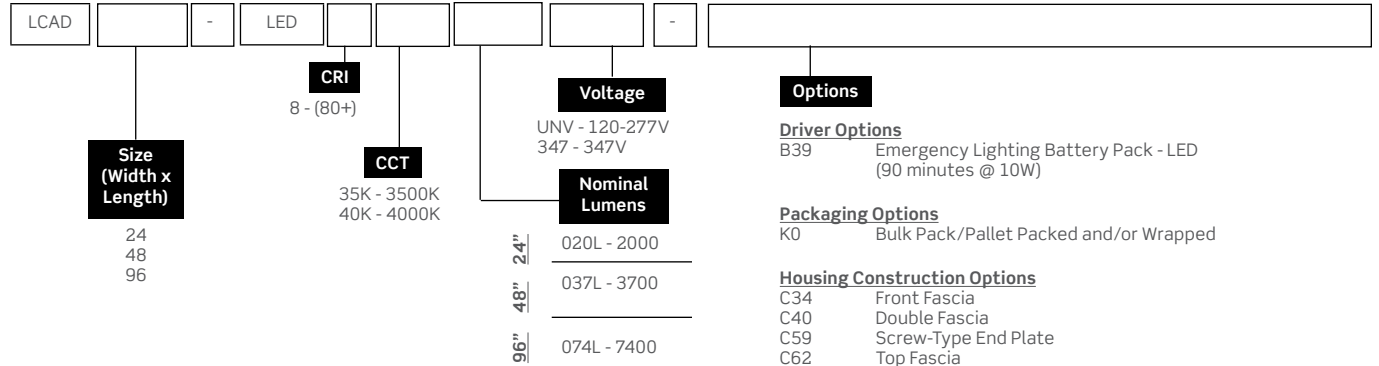 LCAD - LED -
CRI
8 - (80+)
Size
(Width x
Length)
24
48
96
CCT
35K - 3500K
40K - 4000K
Voltage
UNV - 120-277V
347 - 347V
Nominal
Lumens
24" 020L - 2000
48" 037L - 3700
96" 074L - 7400
Options
Driver Options
B39 Emergency Lighting Battery Pack - LED
(90 minutes @ 10W)
Packaging Options
K0 Bulk Pack/Pallet Packed and/or Wrapped
Housing Construction Options
C34 Front Fascia
C40 Double Fascia
C59 Screw-Type End Plate
C62 Top Fascia